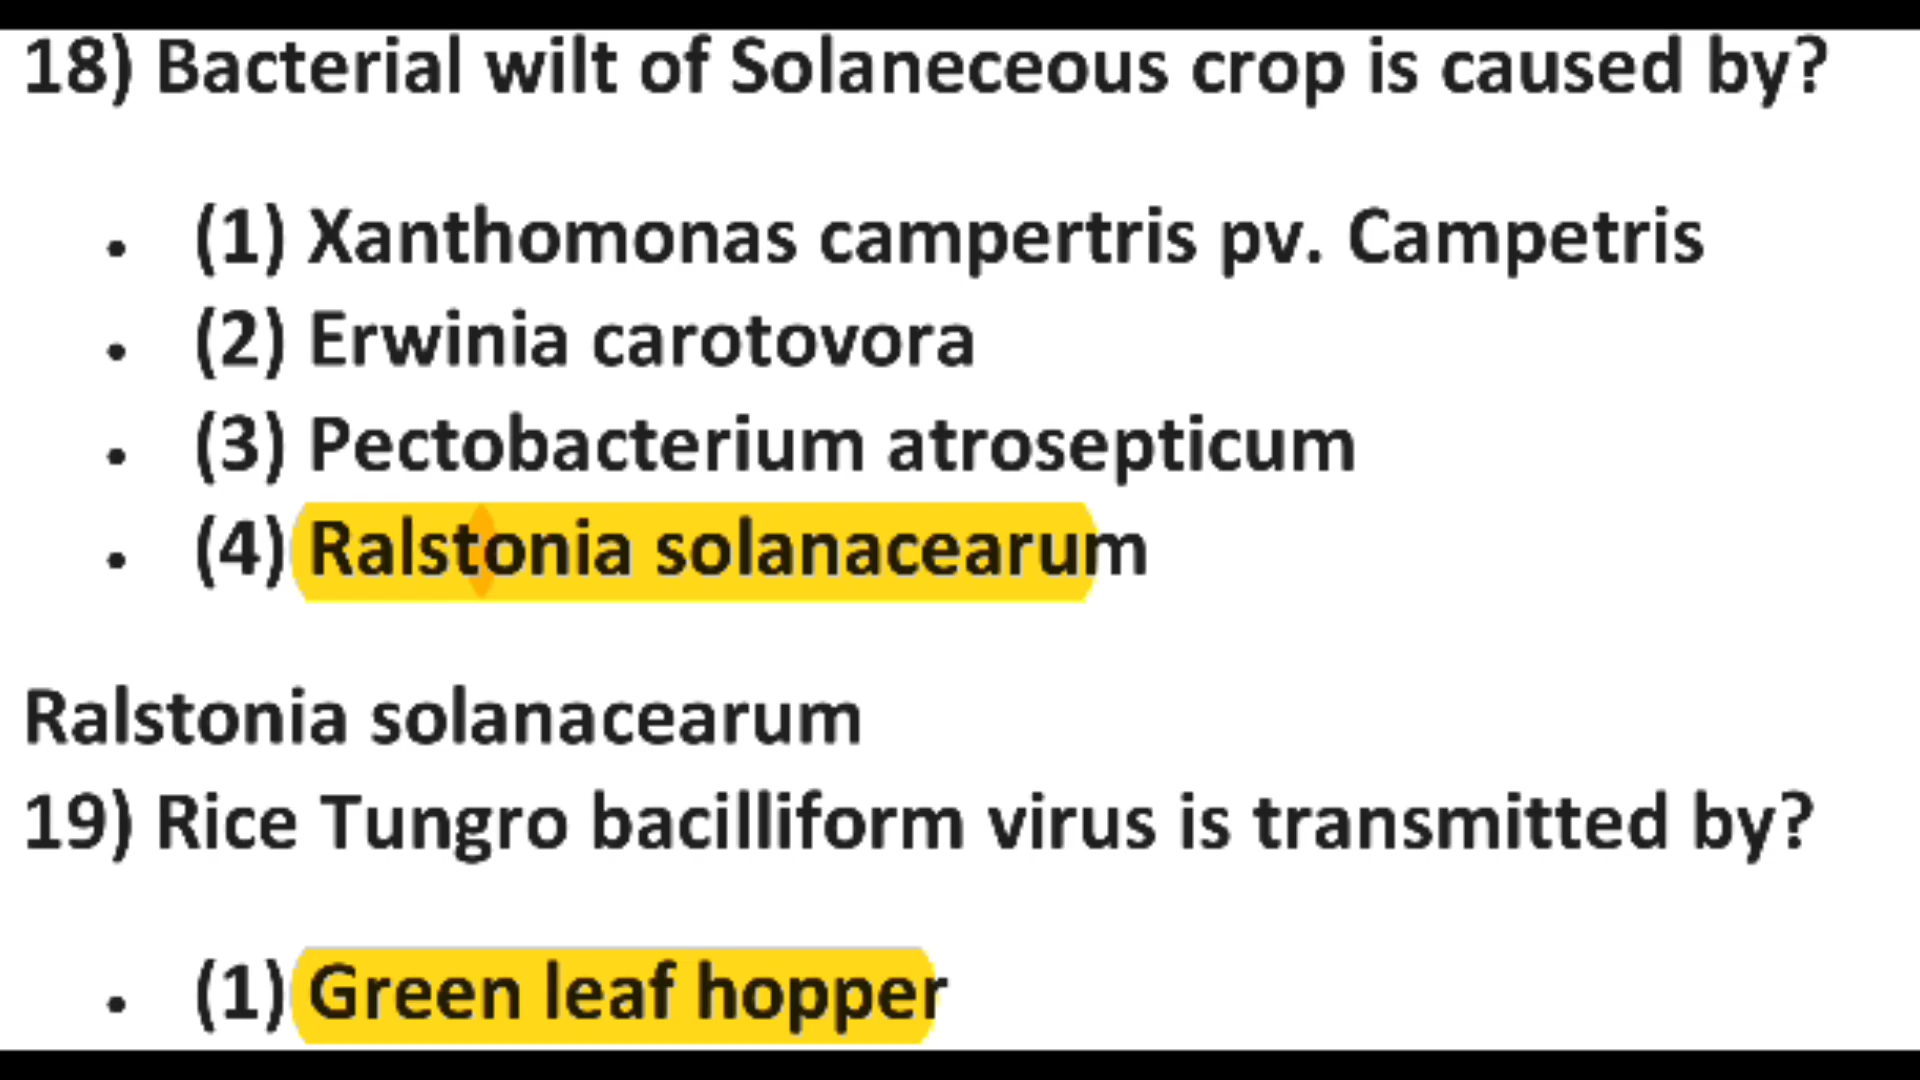 18) Bacterial wilt of Solaneceous crop is caused by?
• (1) Xanthomonas campertris pv. Campetris
• (2) Erwinia carotovora
• (3) Pectobacterium atrosepticum
• (4) Ralstonia solanacearum
Ralstonia solanacearum
19) Rice Tungro bacilliform virus is transmitted by?
• (1) Green leaf hopper